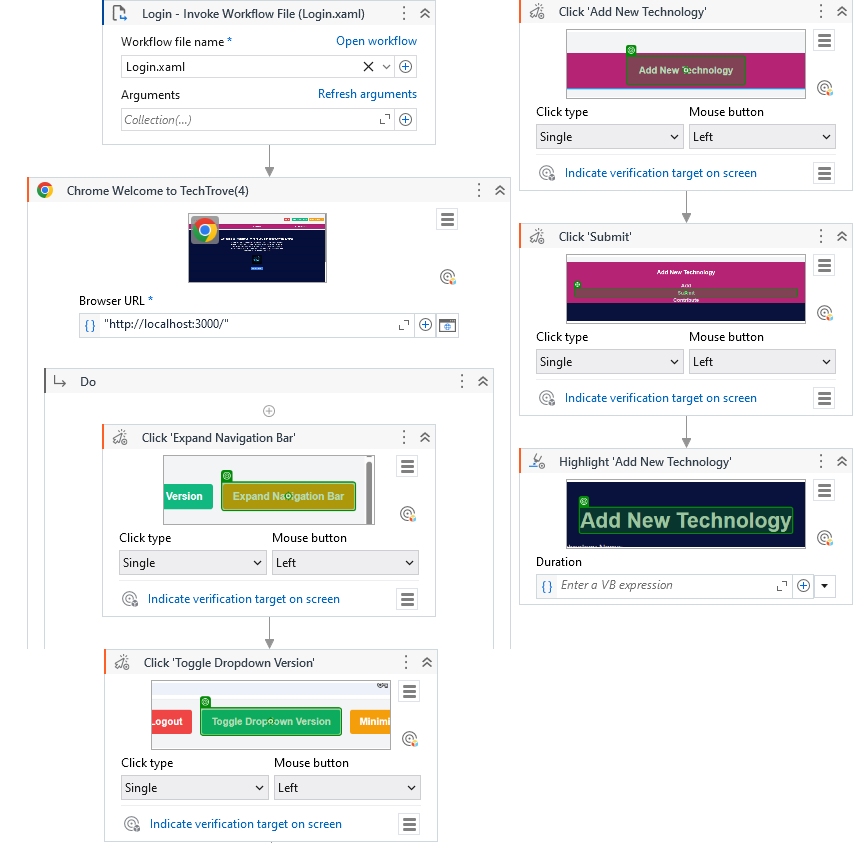 Login - Invoke Workflow File (Login.xaml)
Workflow file name *
Open workflow
Login.xaml
Arguments
Refresh arguments
Collection(...)
Chrome Welcome to TechTrove(4)
Browser URL *
{} "http://localhost:3000/"
Do
Click 'Expand Navigation Bar'
Version
Expand Navigation Bar
Click type
Mouse button
Single
Left
Indicate verification target on screen
Click 'Toggle Dropdown Version'
Logout
Toggle Dropdown Version
Minimi
Click type
Mouse button
Single
Left
Indicate verification target on screen
Click 'Add New Technology'
Add New Technology
Click type
Mouse button
Single
Left
Indicate verification target on screen
Click 'Submit'
Add New Technology
Add
Submit
Contribute
Click type
Mouse button
Single
Left
Indicate verification target on screen
Highlight 'Add New Technology'
Add New Technology
Duration
{} Enter a VB expression